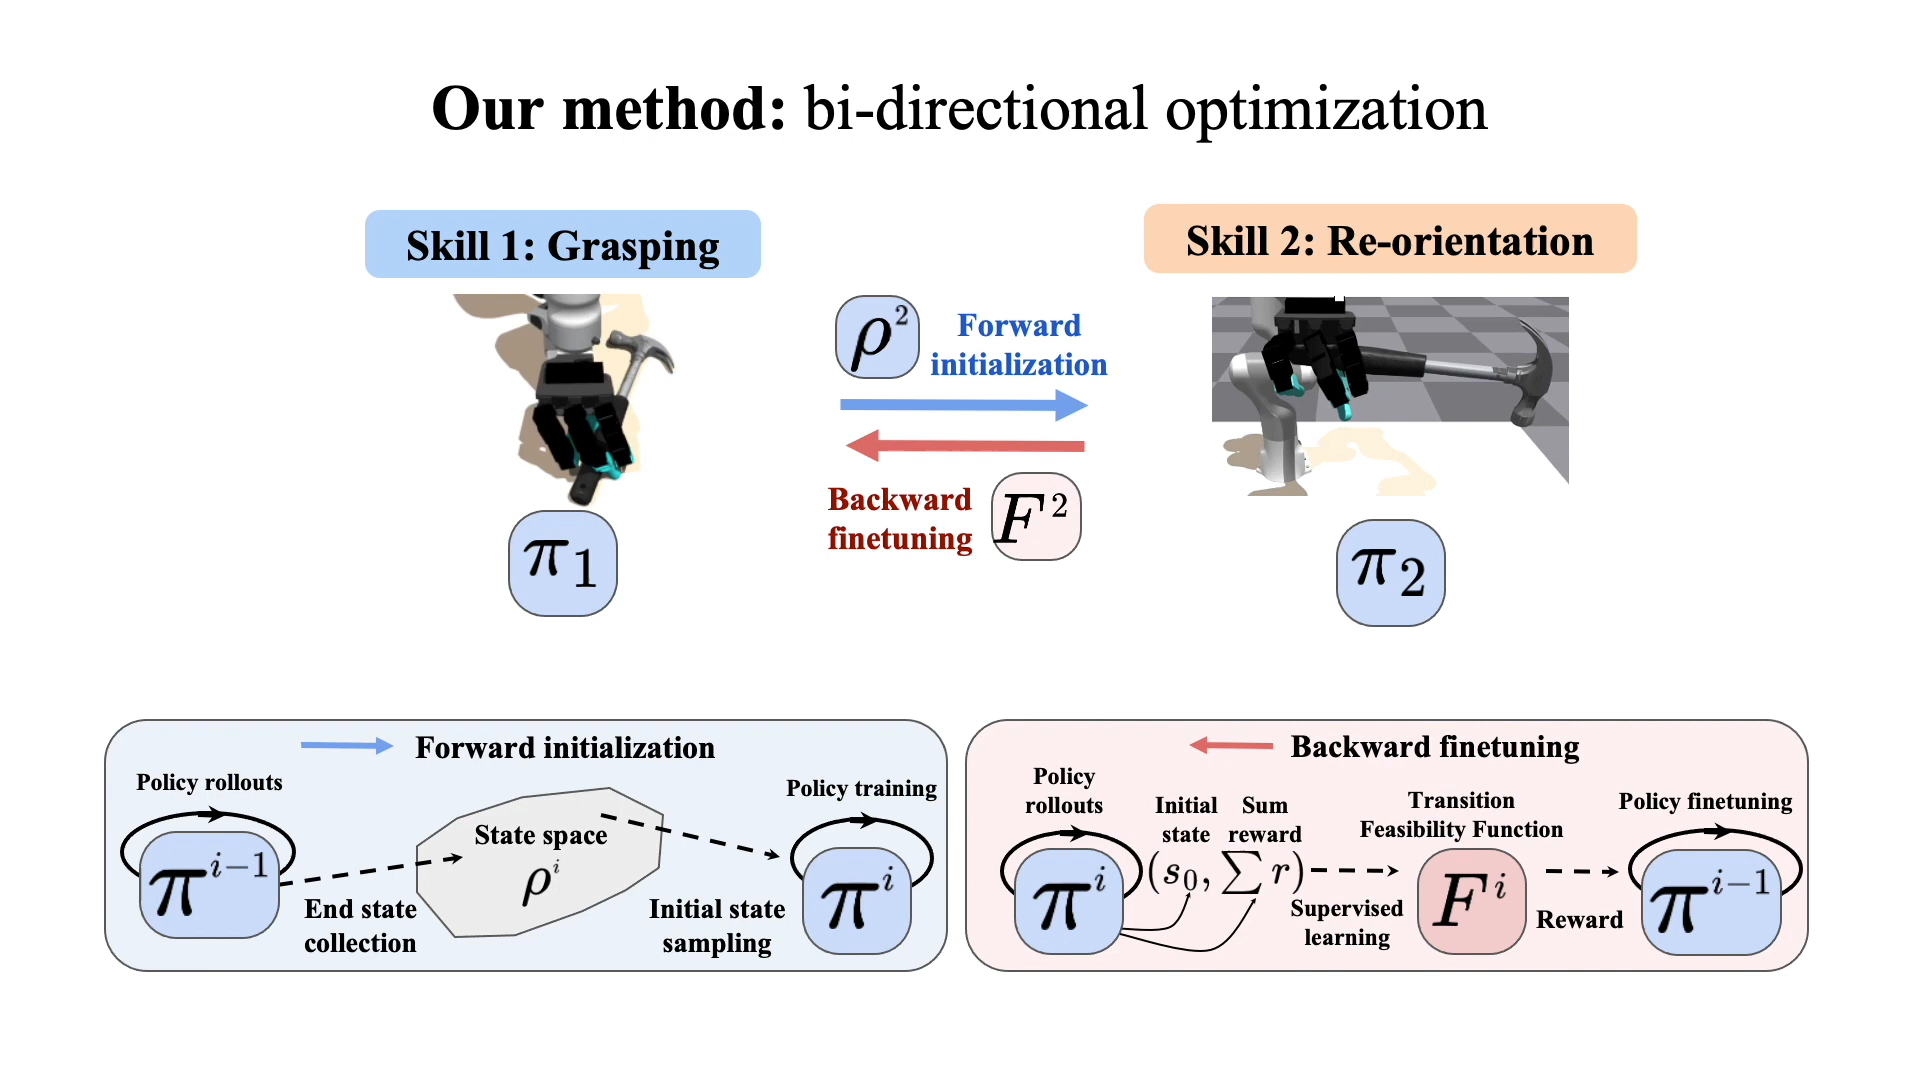 Our method: bi-directional optimization
Skill 1: Grasping
Skill 2: Re-orientation
ρ²
Forward
initialization
Backward
finetuning
F²
π₁
π₂
Forward initialization
Policy rollouts
πⁱ⁻¹
End state
collection
State space
ρⁱ
Initial state
sampling
Policy training
πⁱ
Backward finetuning
Policy
rollouts
πⁱ
Initial
state
Sum
reward
(s₀, ∑ r)
Supervised
learning
Transition
Feasibility Function
Fⁱ
Reward
Policy finetuning
πⁱ⁻¹